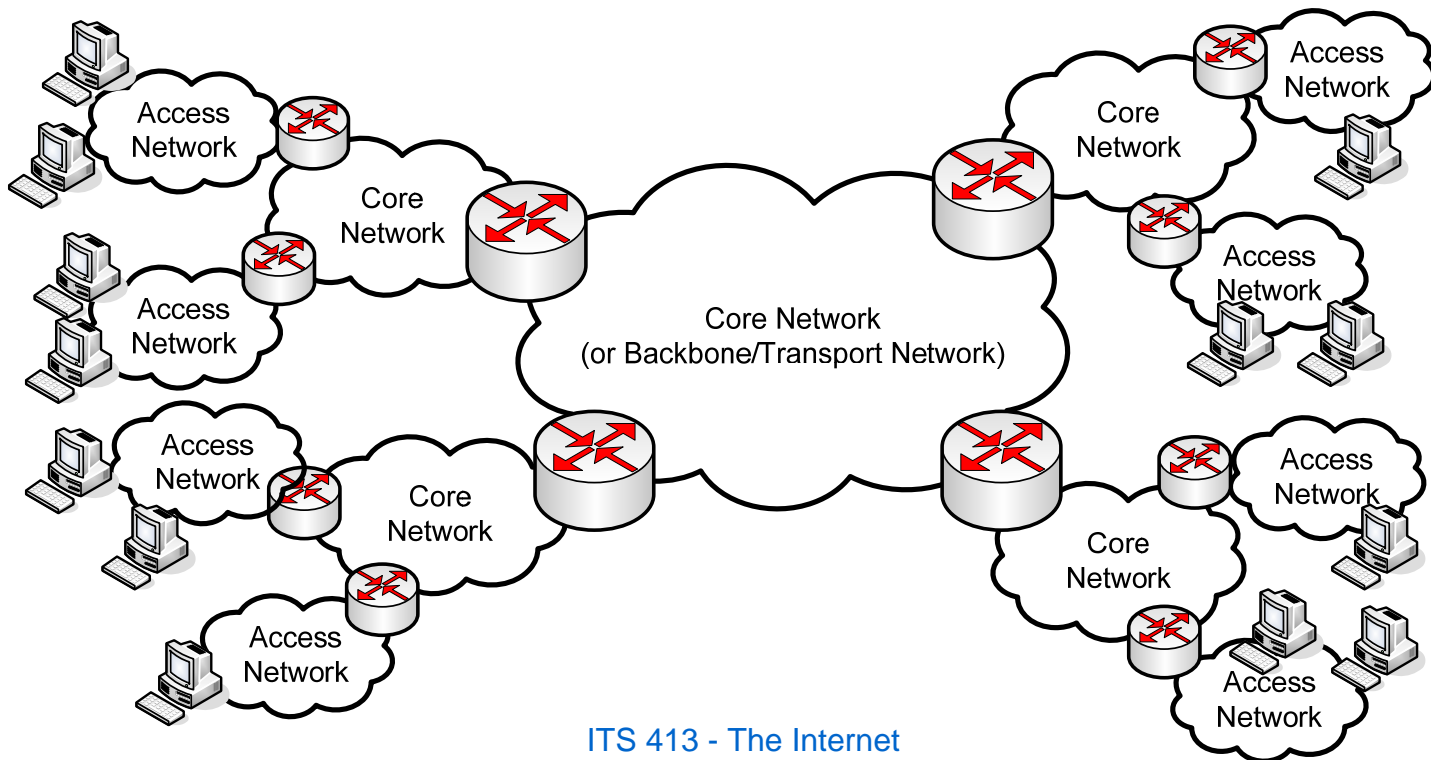 Access
Network
Core
Network
Access
Network
Access
Network
Core
Network
Access
Network
Core Network
(or Backbone/Transport Network)
Core
Network
Access
Network
Access
Network
Access
Network
Core
Network
Access
Network
ITS 413 - The Internet